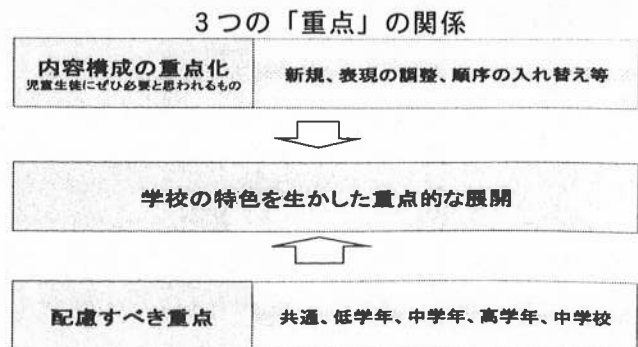 ３つの「重点」の関係
内容構成の重点化
児童生徒にぜひ必要と思われるもの
新規、表現の調整、順序の入れ替え等
学校の特色を生かした重点的な展開
配慮すべき重点
共通、低学年、中学年、高学年、中学校